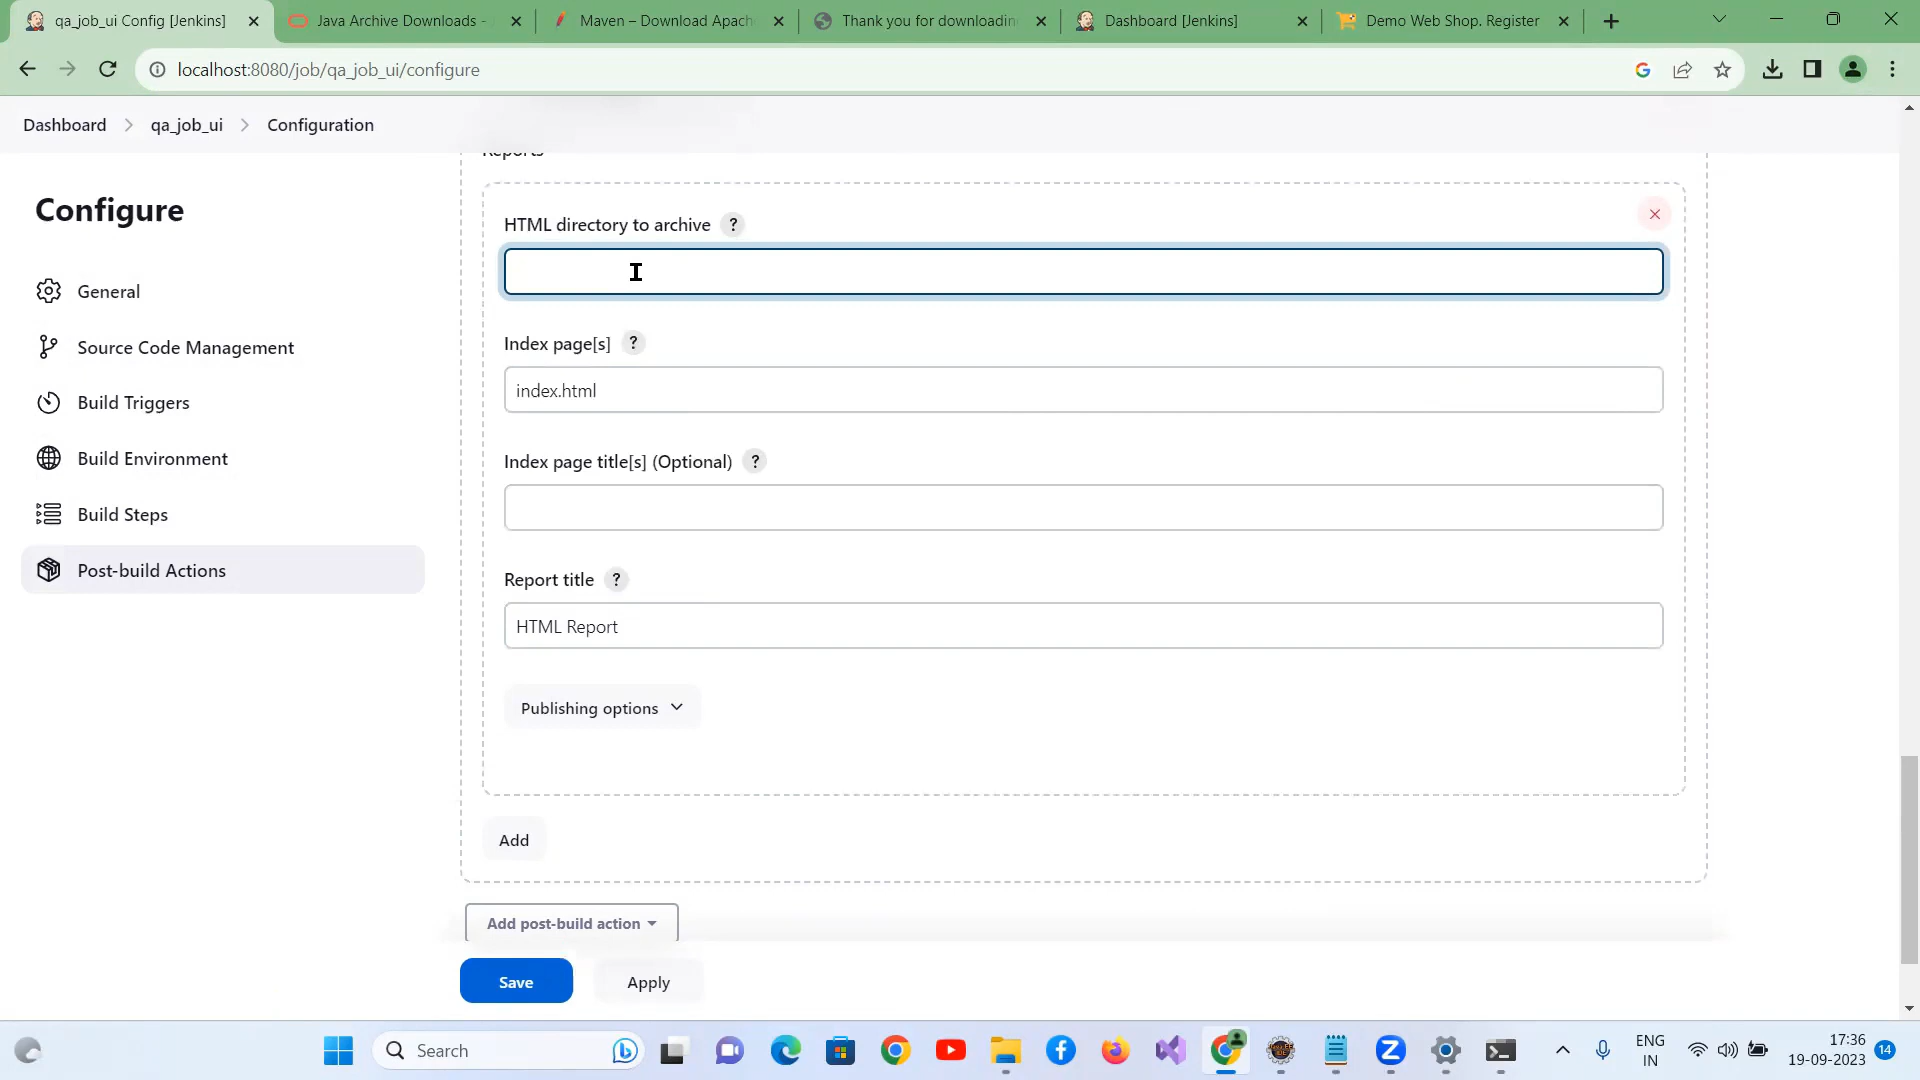 qa_job_ui Config [Jenkins]
Java Archive Downloads -
Maven – Download Apach
Thank you for downloadin
Dashboard [Jenkins]
Demo Web Shop. Register
localhost:8080/job/qa_job_ui/configure
Dashboard
qa_job_ui
Configuration
Reports
Configure
General
Source Code Management
Build Triggers
Build Environment
Build Steps
Post-build Actions
HTML directory to archive ?
Index page[s] ?
index.html
Index page title[s] (Optional) ?
Report title ?
HTML Report
Publishing options
Add
Add post-build action
Save
Apply
Search
ENG
IN
17:36
19-09-2023
14